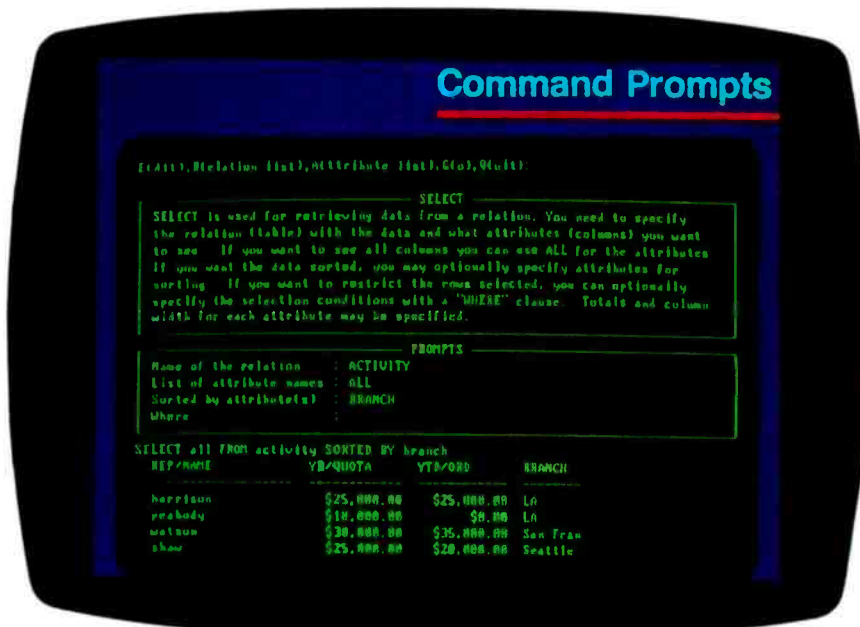 Command Prompts
E(dit),R(elation list),A(ttribute list),G(o),Q(uit):
SELECT
SELECT is used for retrieving data from a relation. You need to specify
the relation (table) with the data and what attributes (columns) you want
to see If you want to see all columns you can use ALL for the attributes
If you want the data sorted, you may optionally specify attributes for
sorting If you want to restrict the rows selected, you can optionally
specify the selection conditions with a "WHERE" clause. Totals and column
width for each attribute may be specified.
PROMPTS
Name of the relation : ACTIVITY
List of attribute names : ALL
Sorted by attribute(s) : BRANCH
Where :
SELECT all FROM activity SORTED BY branch
REP/NAME YR/QUOTA YTD/ORD BRANCH
harrison $25,000.00 $25,000.00 LA
peabody $18,000.00 $0.00 LA
watson $30,000.00 $35,000.00 San Fran
shaw $25,000.00 $20,000.00 Seattle